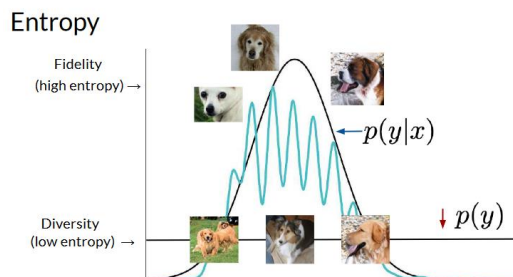 Entropy
Fidelity
(high entropy) →
p(y|x)
Diversity
(low entropy) →
p(y)